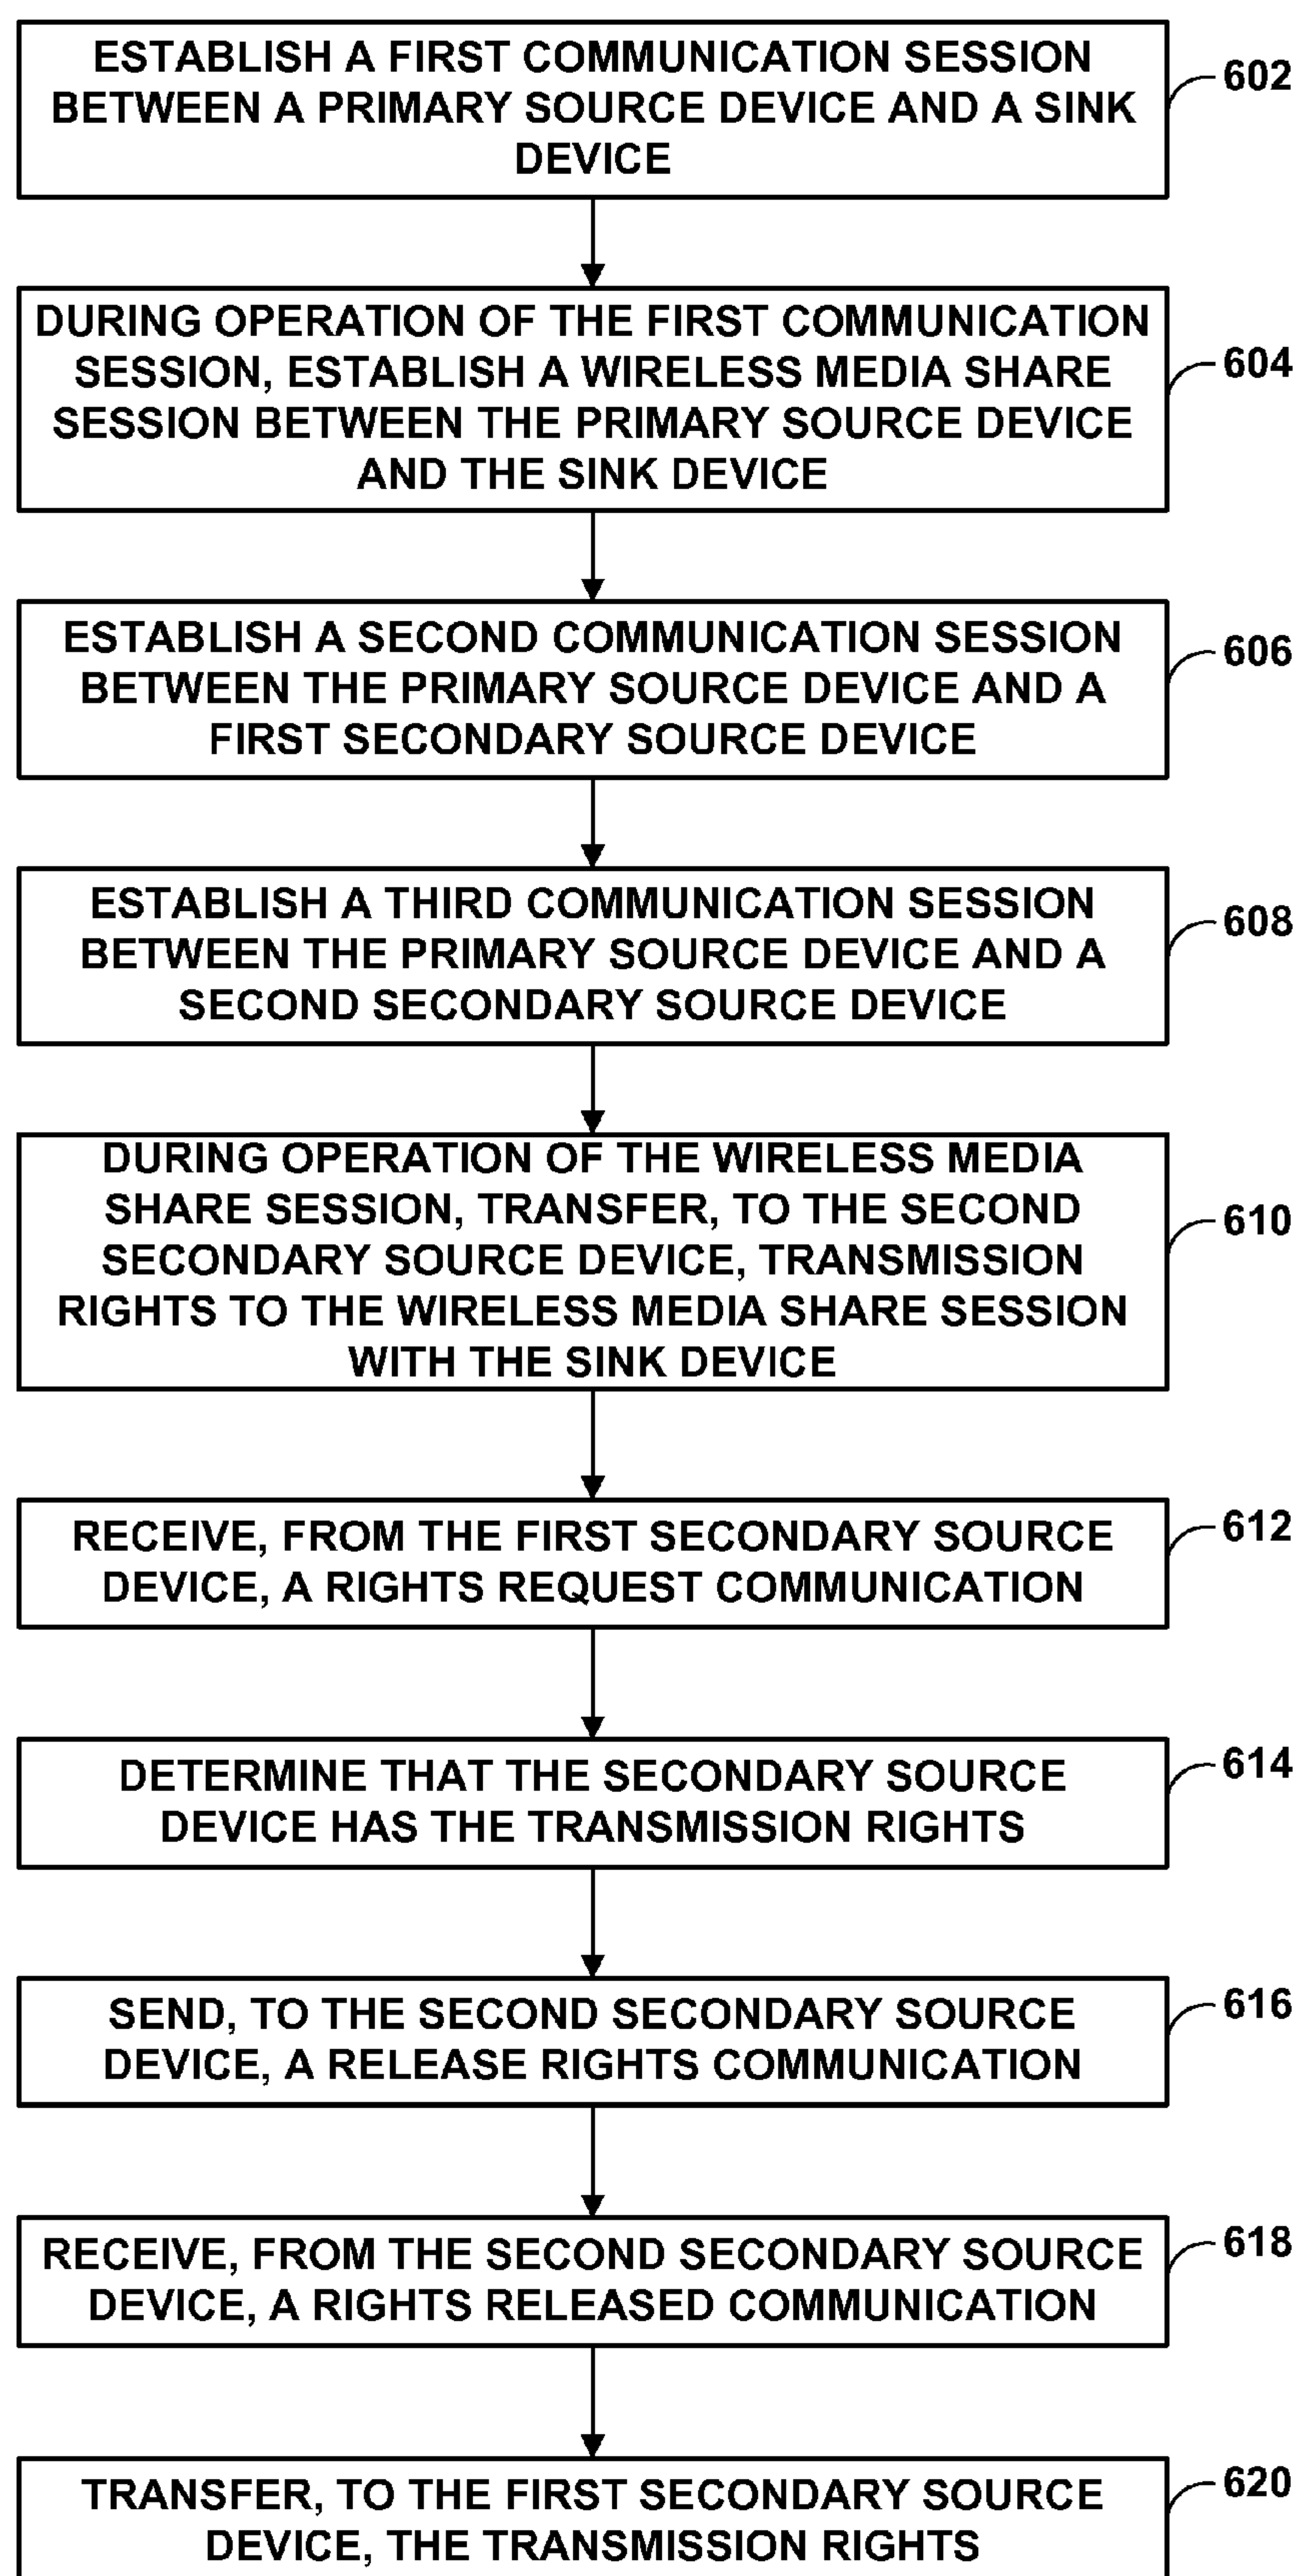 ESTABLISH A FIRST COMMUNICATION SESSION
BETWEEN A PRIMARY SOURCE DEVICE AND A SINK
DEVICE
602
DURING OPERATION OF THE FIRST COMMUNICATION
SESSION, ESTABLISH A WIRELESS MEDIA SHARE
SESSION BETWEEN THE PRIMARY SOURCE DEVICE
AND THE SINK DEVICE
604
ESTABLISH A SECOND COMMUNICATION SESSION
BETWEEN THE PRIMARY SOURCE DEVICE AND A
FIRST SECONDARY SOURCE DEVICE
606
ESTABLISH A THIRD COMMUNICATION SESSION
BETWEEN THE PRIMARY SOURCE DEVICE AND A
SECOND SECONDARY SOURCE DEVICE
608
DURING OPERATION OF THE WIRELESS MEDIA
SHARE SESSION, TRANSFER, TO THE SECOND
SECONDARY SOURCE DEVICE, TRANSMISSION
RIGHTS TO THE WIRELESS MEDIA SHARE SESSION
WITH THE SINK DEVICE
610
RECEIVE, FROM THE FIRST SECONDARY SOURCE
DEVICE, A RIGHTS REQUEST COMMUNICATION
612
DETERMINE THAT THE SECONDARY SOURCE
DEVICE HAS THE TRANSMISSION RIGHTS
614
SEND, TO THE SECOND SECONDARY SOURCE
DEVICE, A RELEASE RIGHTS COMMUNICATION
616
RECEIVE, FROM THE SECOND SECONDARY SOURCE
DEVICE, A RIGHTS RELEASED COMMUNICATION
618
TRANSFER, TO THE FIRST SECONDARY SOURCE
DEVICE, THE TRANSMISSION RIGHTS
620